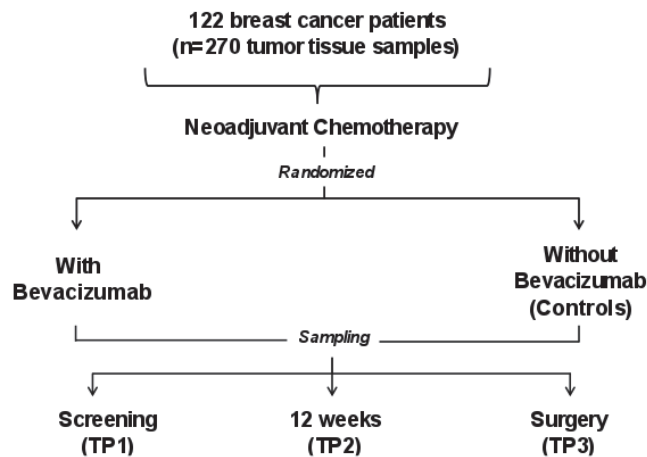 122 breast cancer patients
(n=270 tumor tissue samples)
Neoadjuvant Chemotherapy
Randomized
With
Bevacizumab
Without
Bevacizumab
(Controls)
Sampling
Screening
(TP1)
12 weeks
(TP2)
Surgery
(TP3)